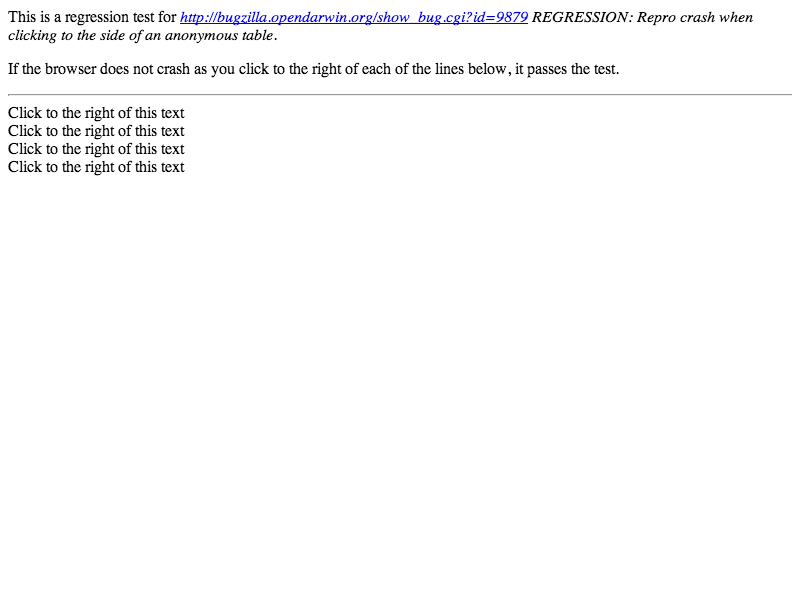 This is a regression test for http://bugzilla.opendarwin.org/show_bug.cgi?id=9879 REGRESSION: Repro crash when
clicking to the side of an anonymous table.
If the browser does not crash as you click to the right of each of the lines below, it passes the test.
Click to the right of this text
Click to the right of this text
Click to the right of this text
Click to the right of this text